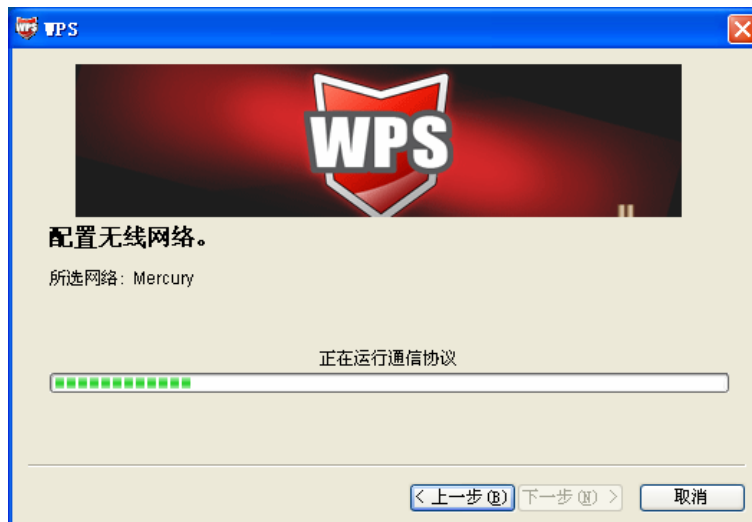 WPS WPS
WPS
配置无线网络。
所选网络: Mercury
正在运行通信协议
< 上一步(B) 下一步(N) > 取消